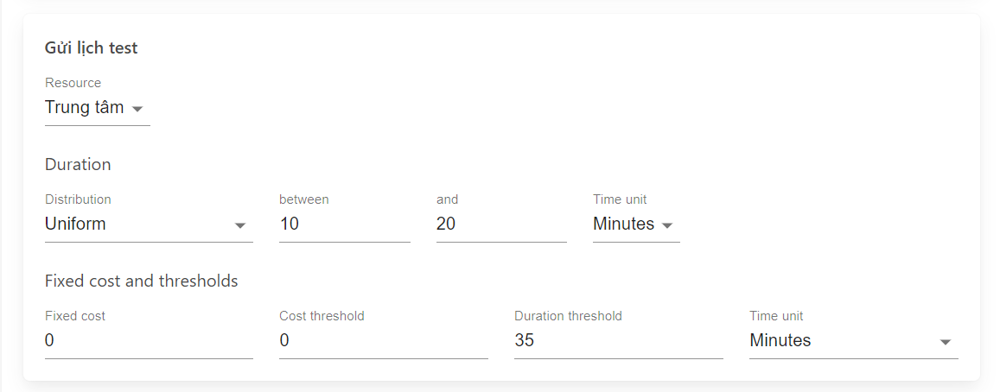 Gửi lịch test
Resource
Trung tâm
Duration
Distribution between and Time unit
Uniform 10 20 Minutes
Fixed cost and thresholds
Fixed cost Cost threshold Duration threshold Time unit
0 0 35 Minutes